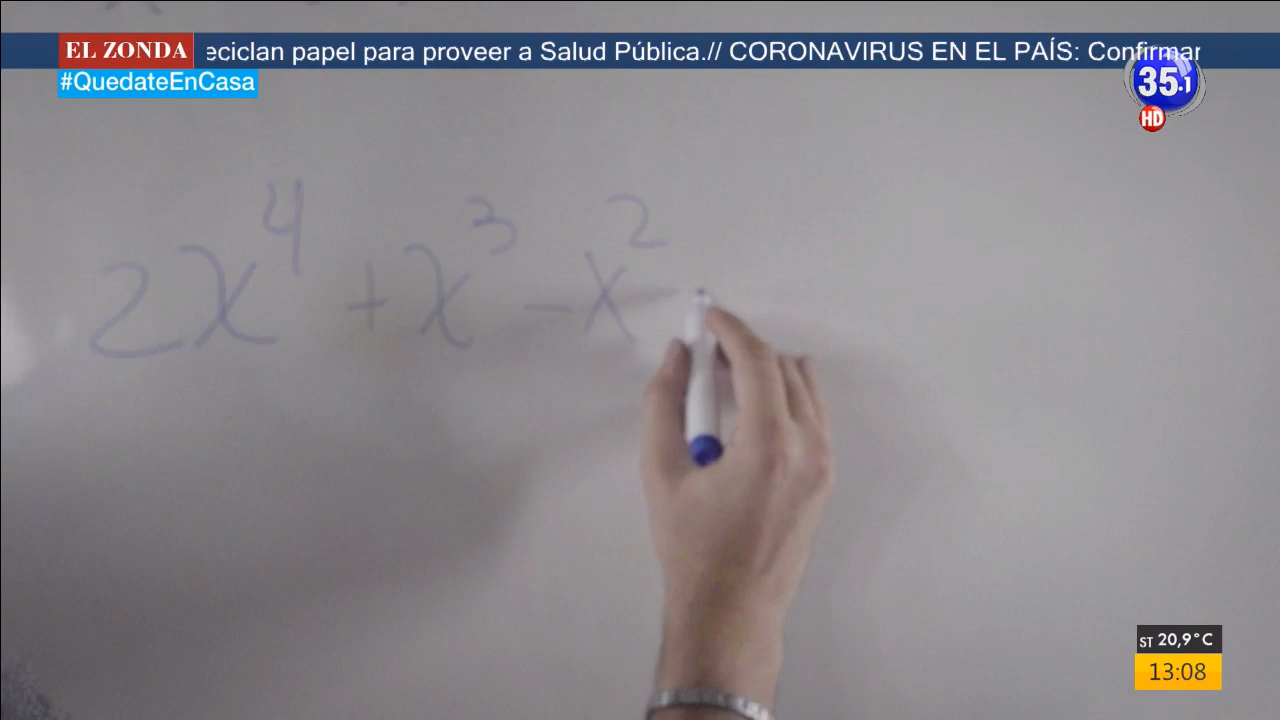 EL ZONDA eciclan papel para proveer a Salud Pública.// CORONAVIRUS EN EL PAÍS: Confirmar
#QuedateEnCasa
35.1
HD
2x⁴ + x³ - x²
ST 20,9°C
13:08